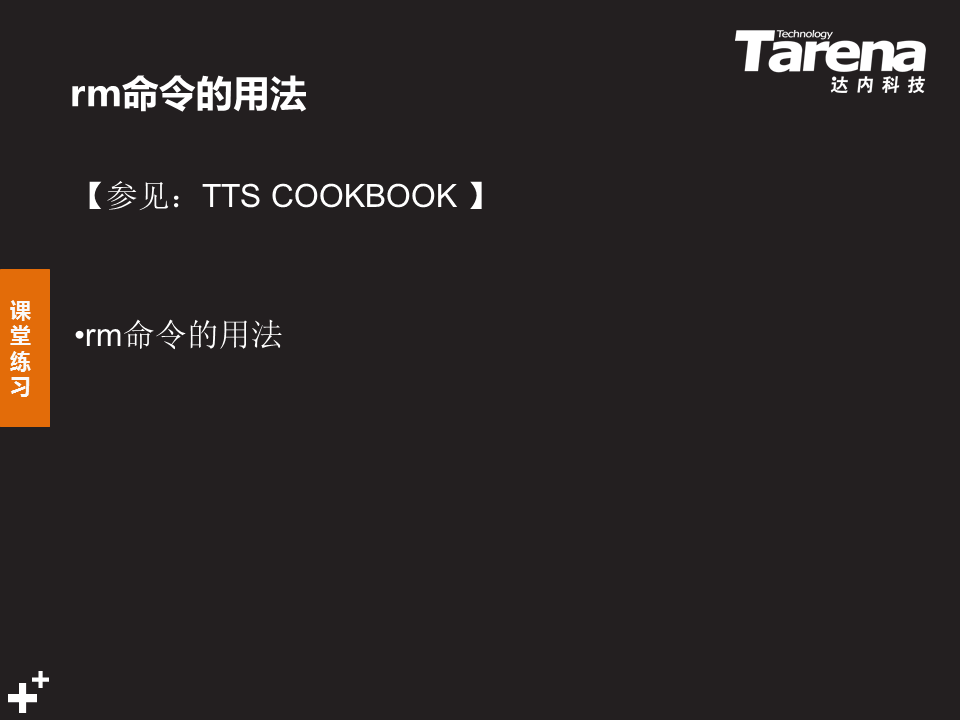 Technology
Tarena
达内科技
rm命令的用法
【参见：TTS COOKBOOK 】
课堂练习
•rm命令的用法